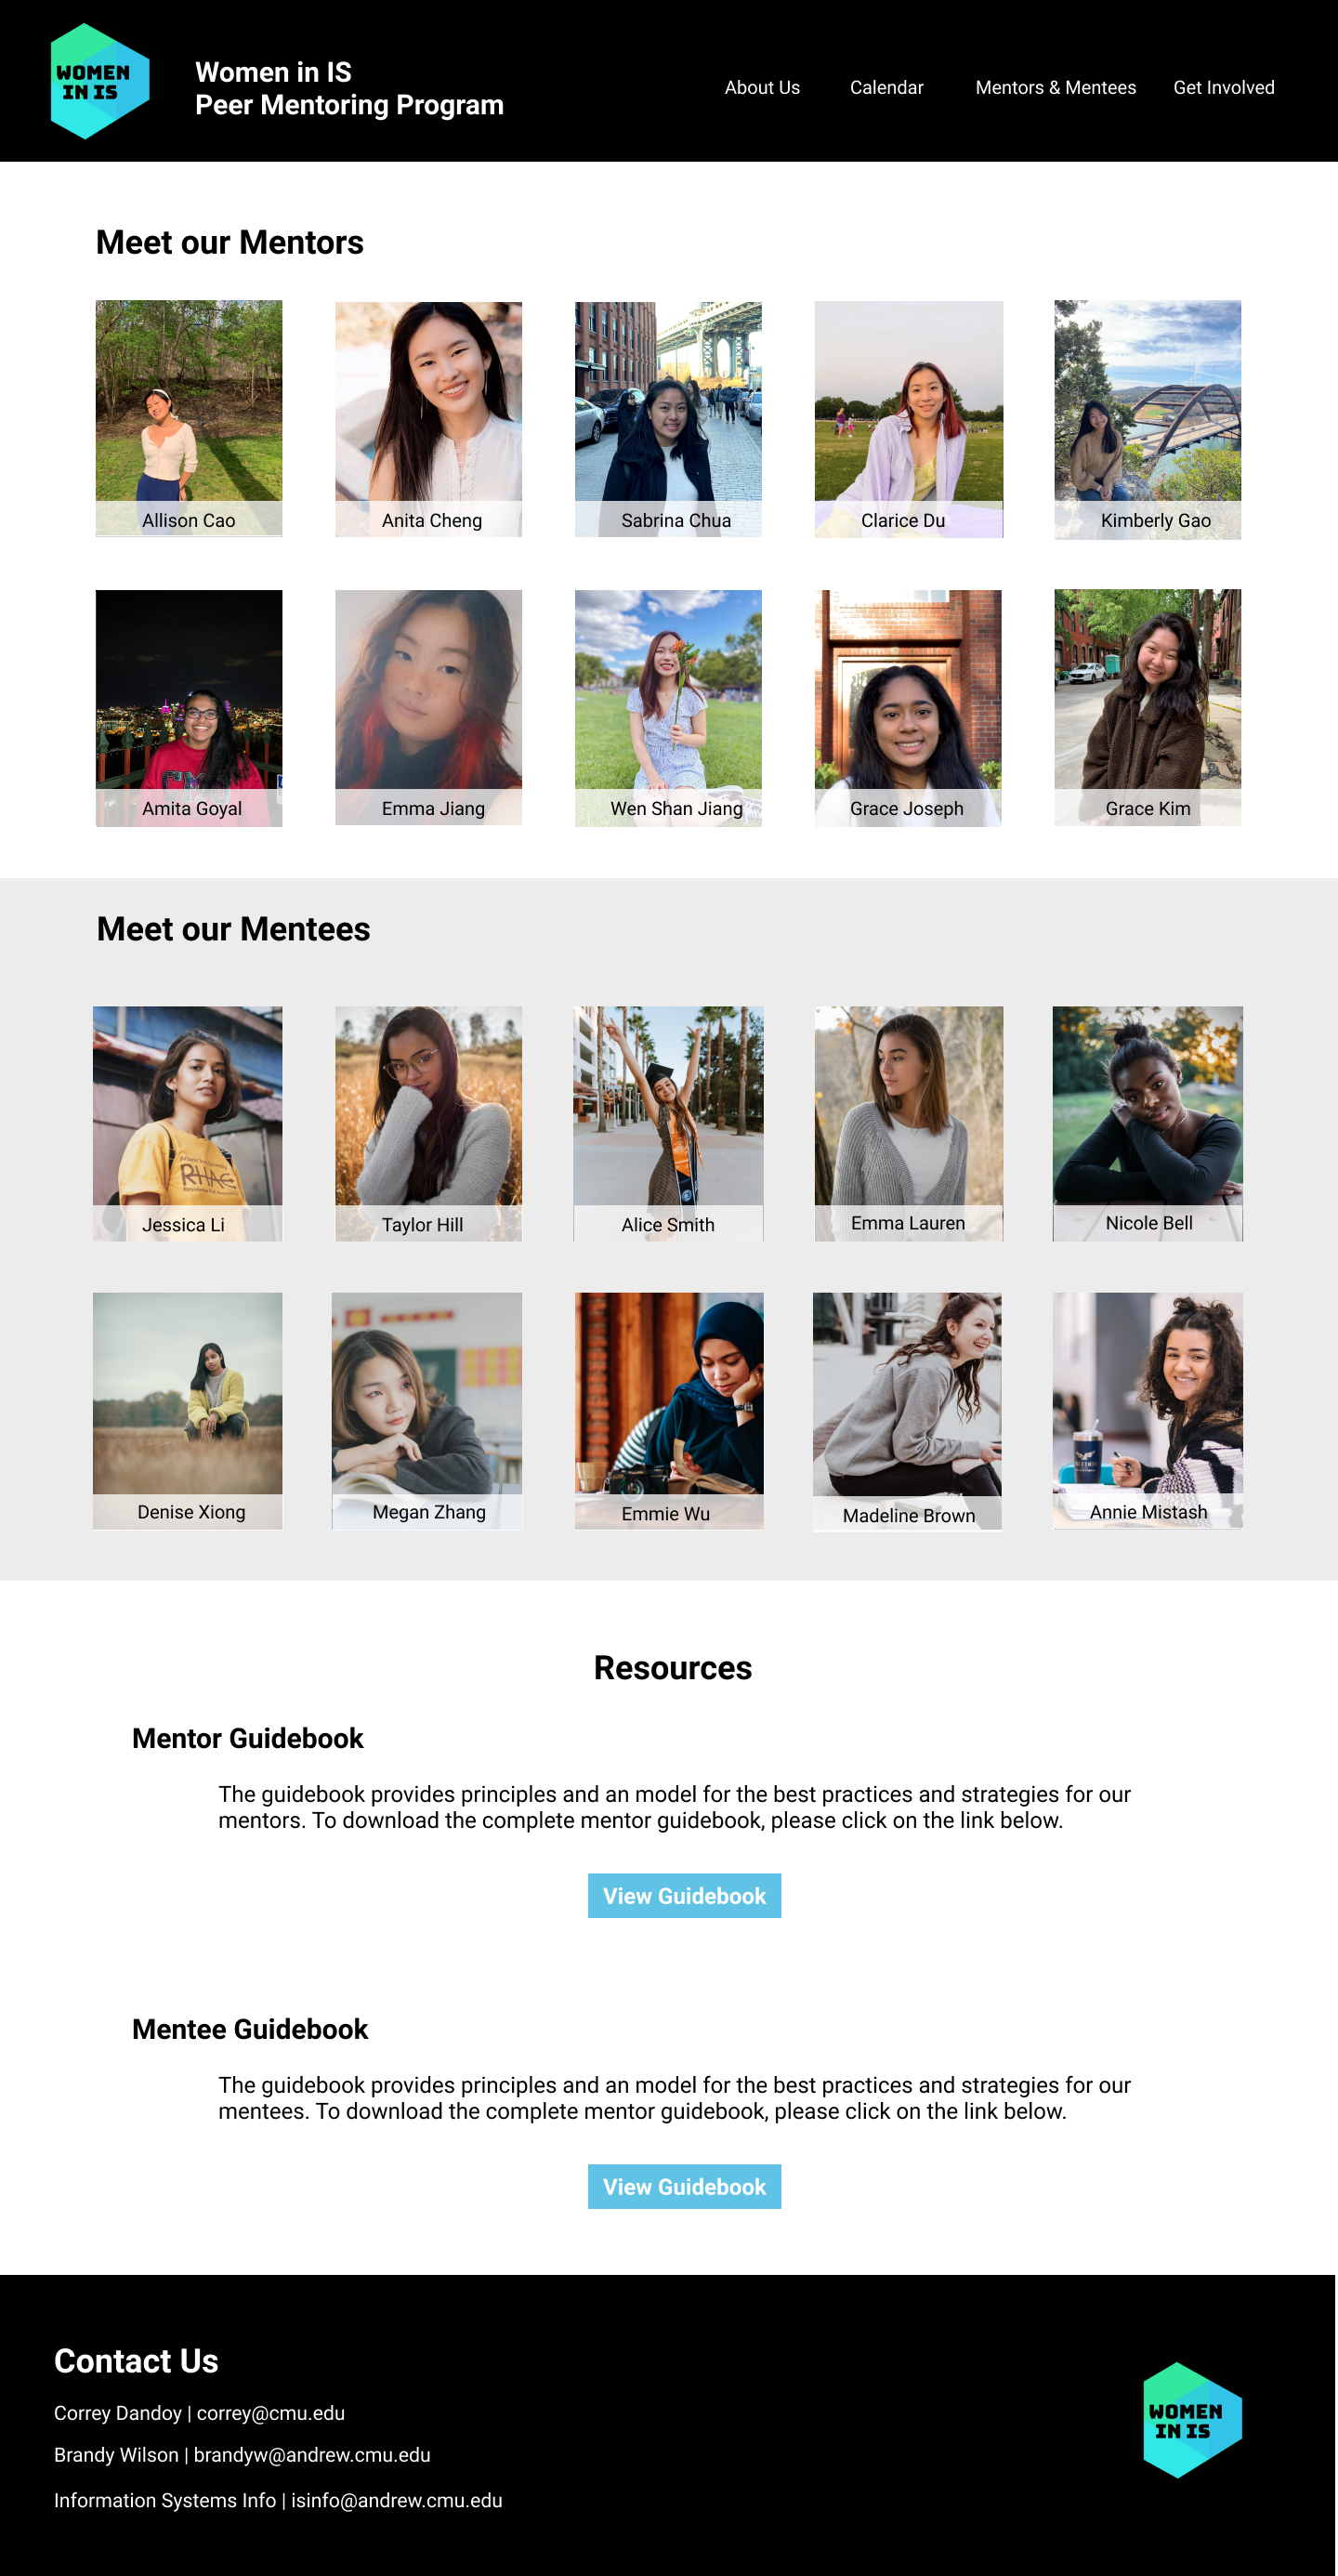 WOMEN
IN IS
Women in IS
Peer Mentoring Program
About Us
Calendar
Mentors & Mentees
Get Involved
Meet our Mentors
Allison Cao
Anita Cheng
Sabrina Chua
Clarice Du
Kimberly Gao
Amita Goyal
Emma Jiang
Wen Shan Jiang
Grace Joseph
Grace Kim
Meet our Mentees
RHAC
Jessica Li
Taylor Hill
Alice Smith
Emma Lauren
Nicole Bell
Denise Xiong
Megan Zhang
Emmie Wu
Madeline Brown
Annie Mistash
Resources
Mentor Guidebook
The guidebook provides principles and an model for the best practices and strategies for our
mentors. To download the complete mentor guidebook, please click on the link below.
View Guidebook
Mentee Guidebook
The guidebook provides principles and an model for the best practices and strategies for our
mentees. To download the complete mentor guidebook, please click on the link below.
View Guidebook
Contact Us
Correy Dandoy | correy@cmu.edu
Brandy Wilson | brandyw@andrew.cmu.edu
Information Systems Info | isinfo@andrew.cmu.edu
WOMEN
IN IS